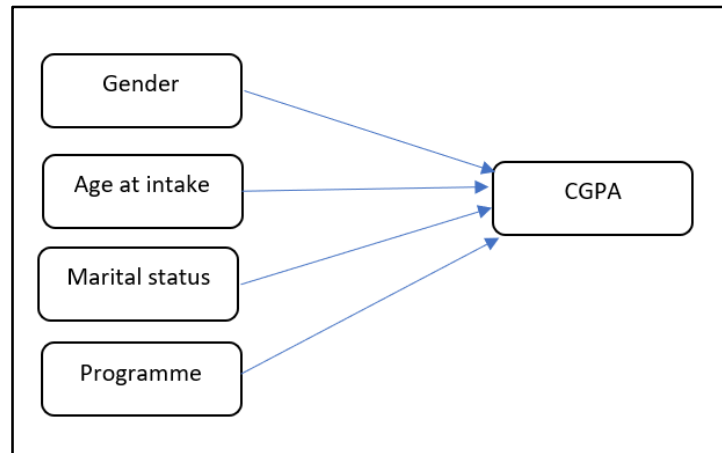 Gender
Age at intake
Marital status
Programme
CGPA